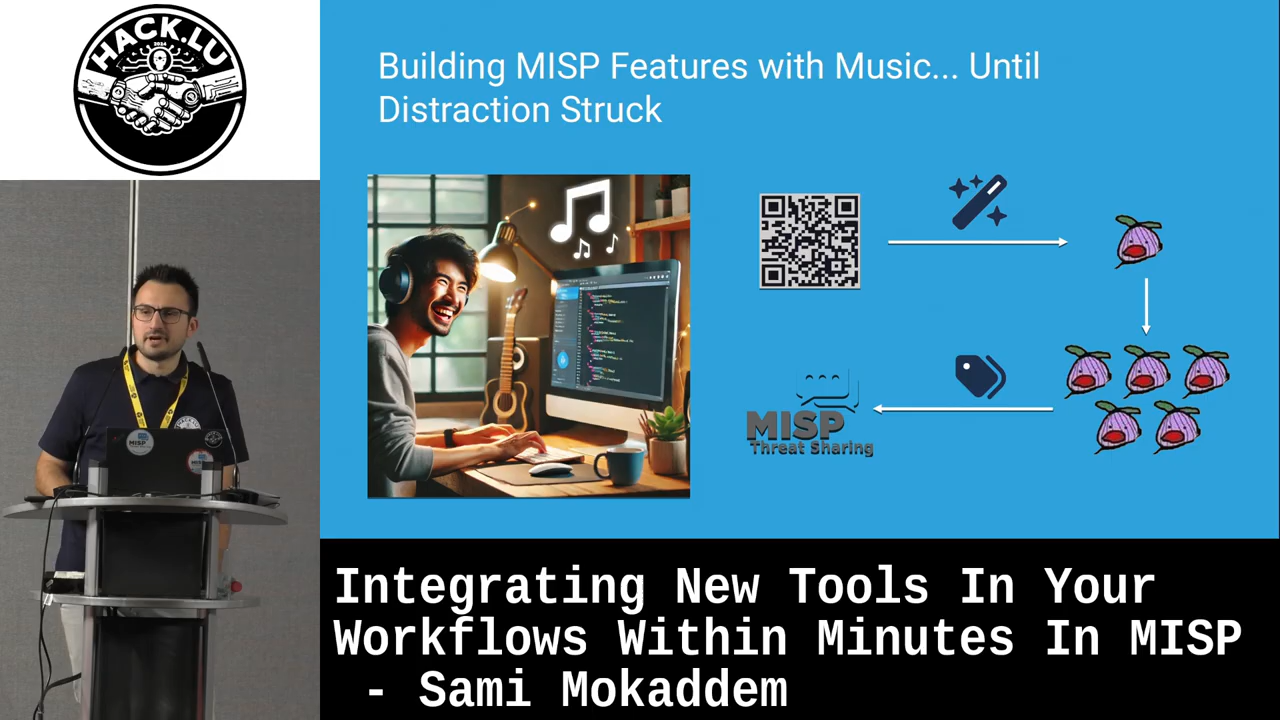 HACK.LU
2024
Building MISP Features with Music... Until
Distraction Struck
MISP
Threat Sharing
MISP
Integrating New Tools In Your
Workflows Within Minutes In MISP
- Sami Mokaddem